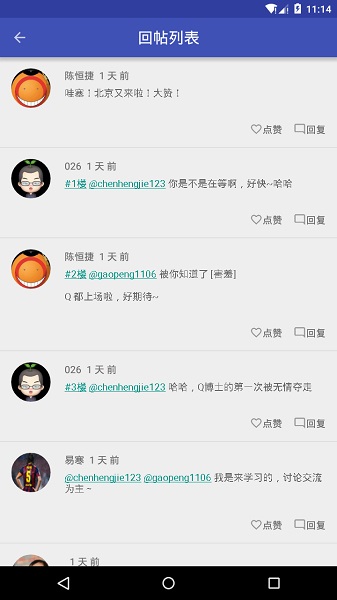 11:14
回帖列表
陈恒捷 1 天 前
哇塞！北京又来啦！大赞！
点赞 回复
026 1 天 前
#1楼 @chenhengjie123 你是不是在等啊，好快~哈哈
点赞 回复
陈恒捷 1 天 前
#2楼 @gaopeng1106 被你知道了 [害羞]
Q 都上场啦，好期待~
点赞 回复
026 1 天 前
#3楼 @chenhengjie123 哈哈，Q博士的第一次被无情夺走
点赞 回复
易寒 1 天 前
@chenhengjie123 @gaopeng1106 我是来学习的，讨论交流
为主 ~
点赞 回复
1 天 前